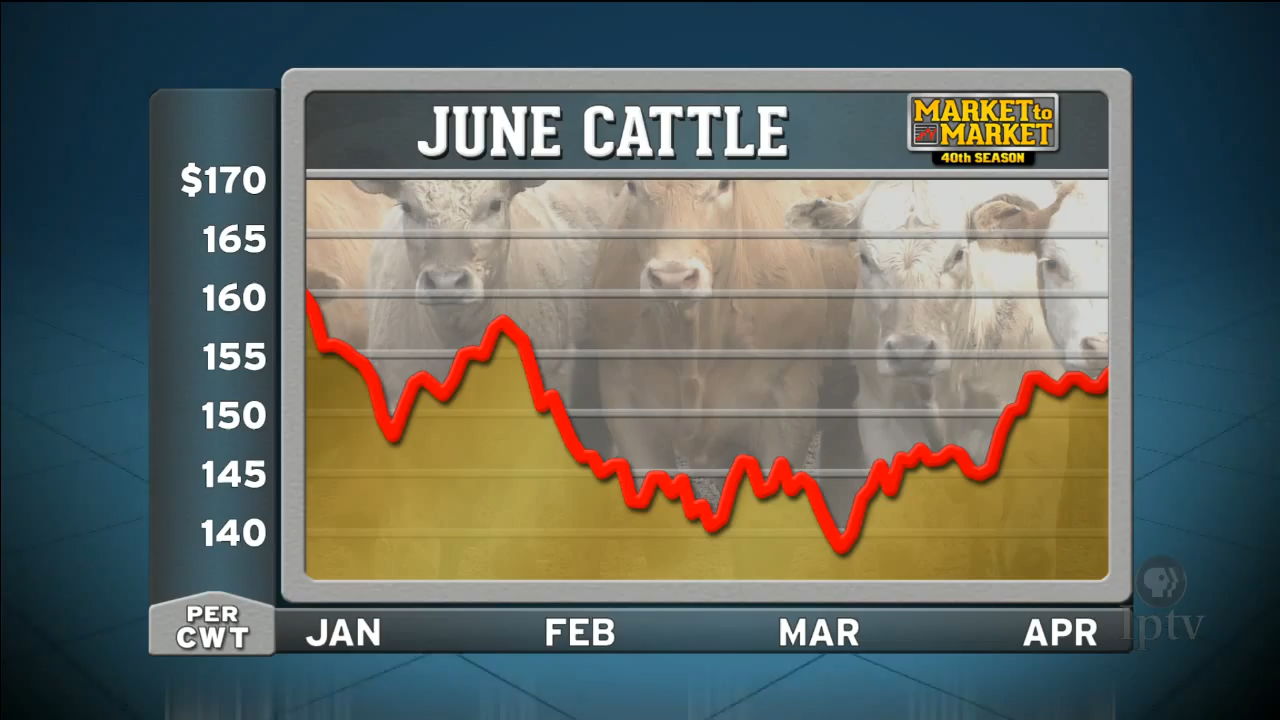 JUNE CATTLE
MARKET to
MARKET
40th SEASON
$170
165
160
155
150
145
140
PER
CWT
JAN FEB MAR APR
iptv